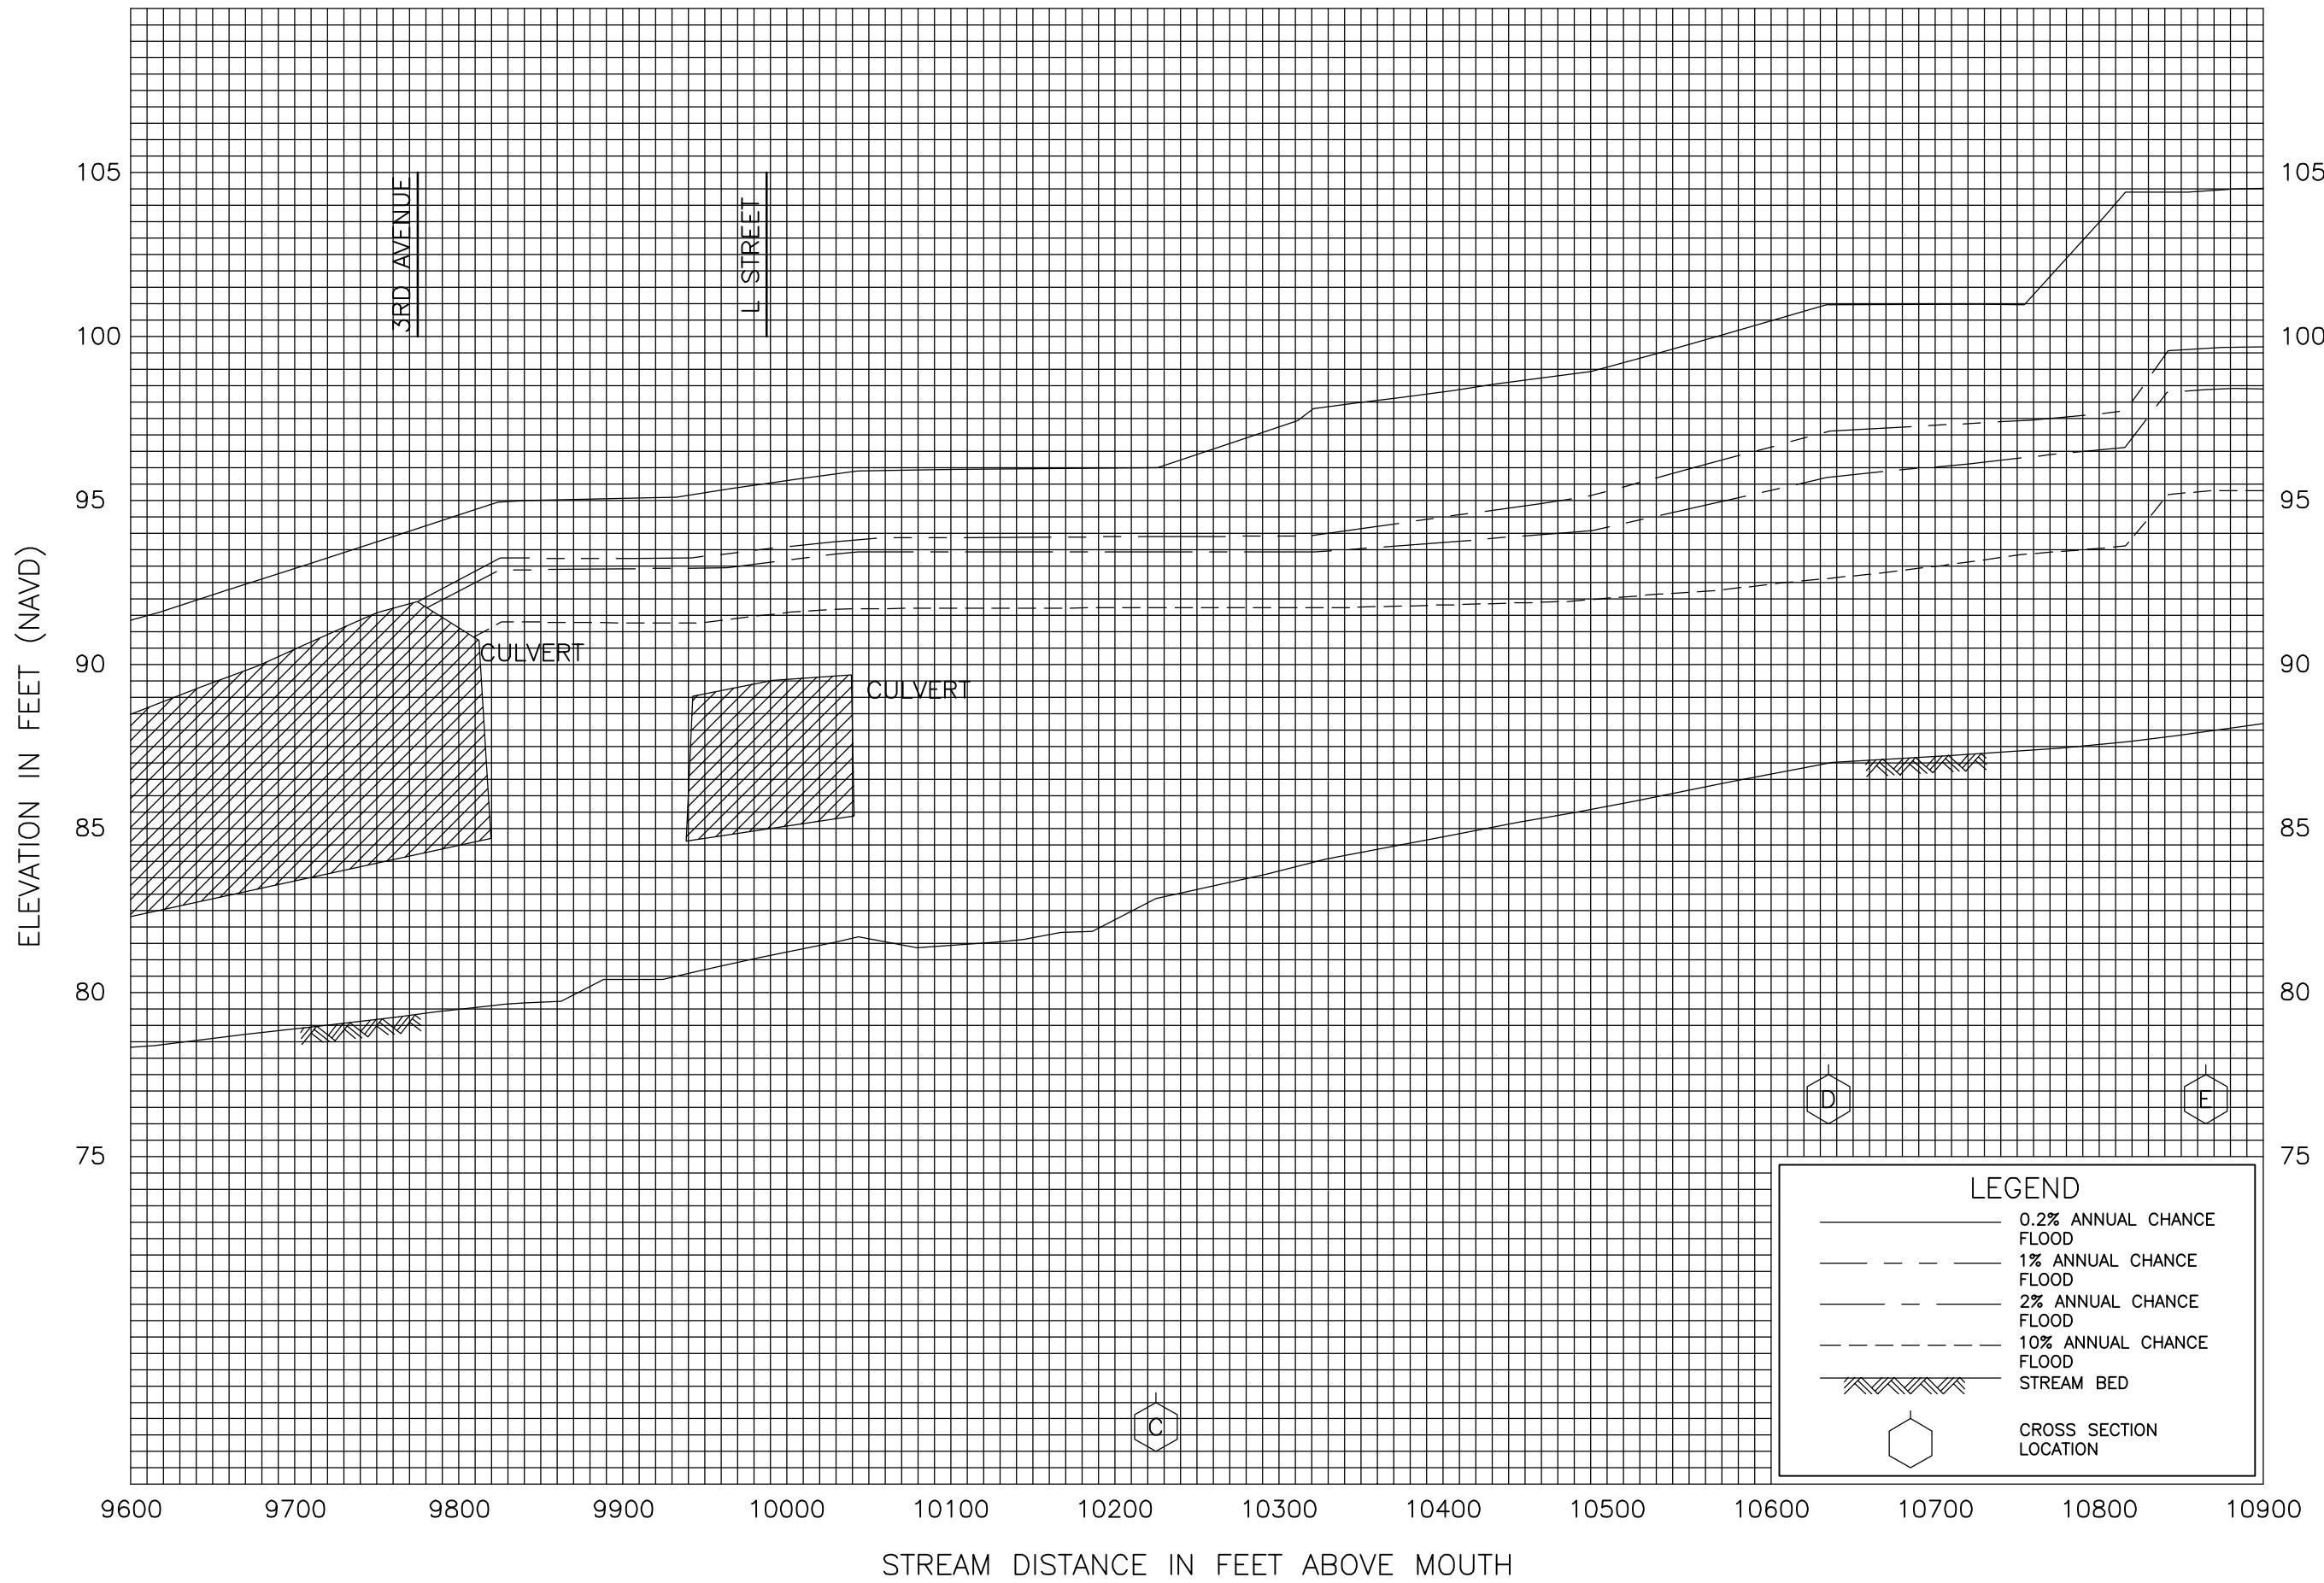 105
105
3RD AVENUE
L STREET
100
100
95
95
CULVERT
90
90
CULVERT
85
85
80
80
75
75
ELEVATION IN FEET (NAVD)
D
E
C
LEGEND
0.2% ANNUAL CHANCE
FLOOD
1% ANNUAL CHANCE
FLOOD
2% ANNUAL CHANCE
FLOOD
10% ANNUAL CHANCE
FLOOD
STREAM BED
CROSS SECTION
LOCATION
9600 9700 9800 9900 10000 10100 10200 10300 10400 10500 10600 10700 10800 10900
STREAM DISTANCE IN FEET ABOVE MOUTH